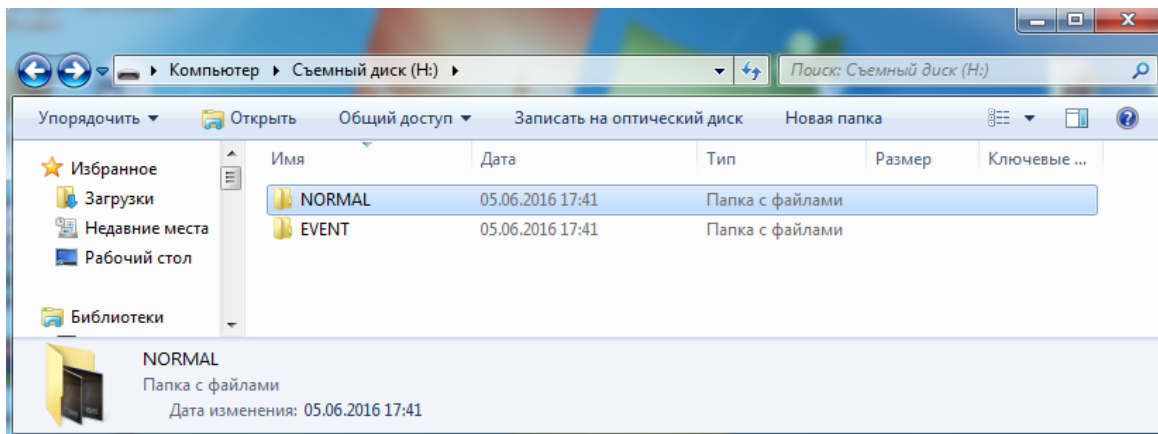 Компьютер ▸ Съемный диск (H:) ▸ Поиск: Съемный диск (H:)
Упорядочить Открыть Общий доступ Записать на оптический диск Новая папка
Избранное
Загрузки
Недавние места
Рабочий стол
Библиотеки
Имя Дата Тип Размер Ключевые ...
NORMAL 05.06.2016 17:41 Папка с файлами
EVENT 05.06.2016 17:41 Папка с файлами
NORMAL
Папка с файлами
Дата изменения: 05.06.2016 17:41